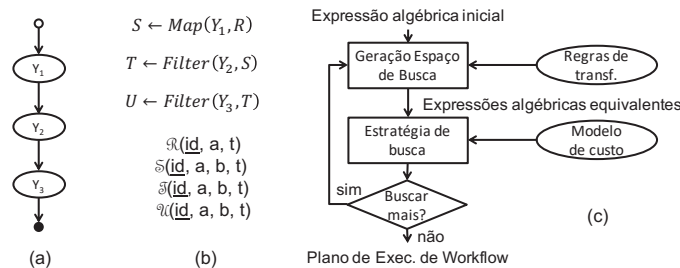 Y1
Y2
Y3
(a)
S ← Map(Y1,R)
T ← Filter(Y2,S)
U ← Filter(Y3,T)
ℛ(id, a, t)
𝒮(id, a, b, t)
𝒯(id, a, b, t)
𝒰(id, a, b, t)
(b)
Expressão algébrica inicial
Geração Espaço
de Busca
Regras de
transf.
Expressões algébricas equivalentes
Estratégia de
busca
Modelo
de custo
sim
Buscar
mais?
(c)
não
Plano de Exec. de Workflow